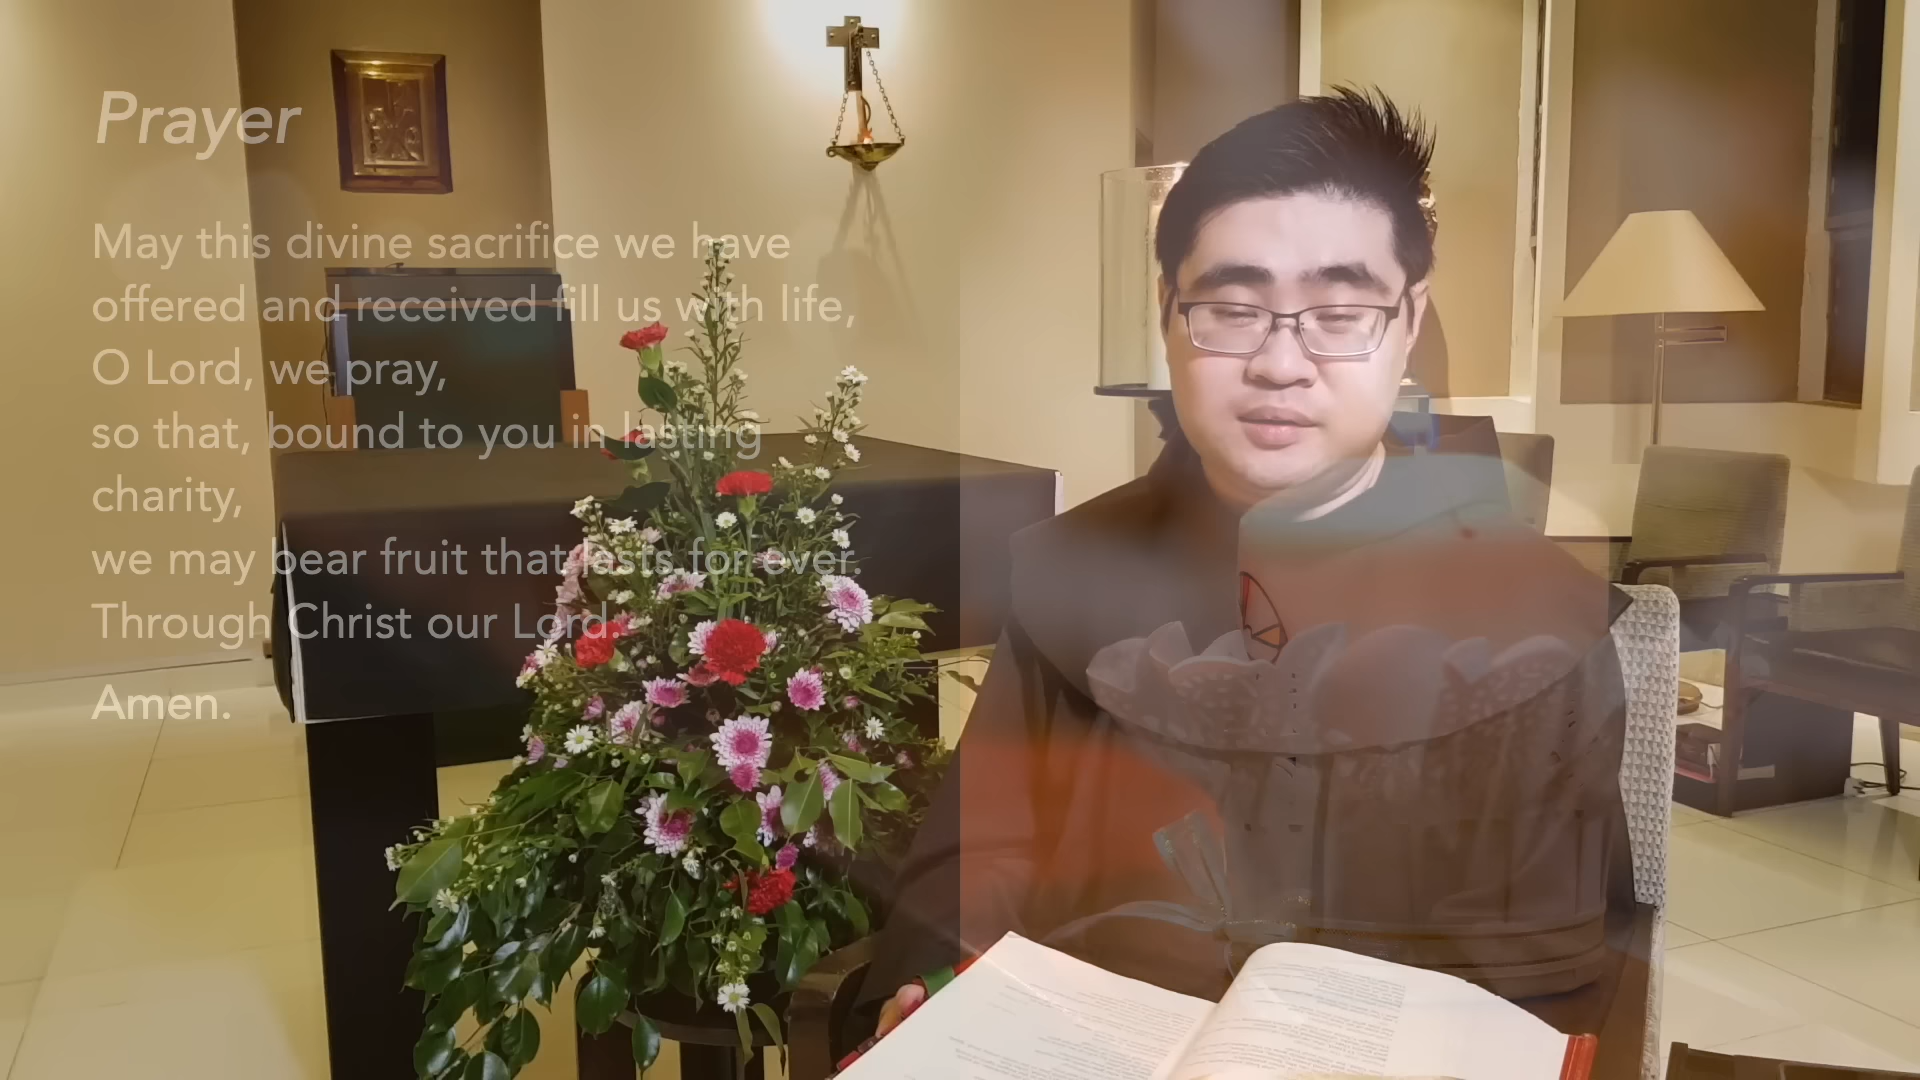 Prayer
May this divine sacrifice we have
offered and received fill us with life,
O Lord, we pray,
so that, bound to you in lasting
charity,
we may bear fruit that lasts for ever.
Through Christ our Lord.
Amen.